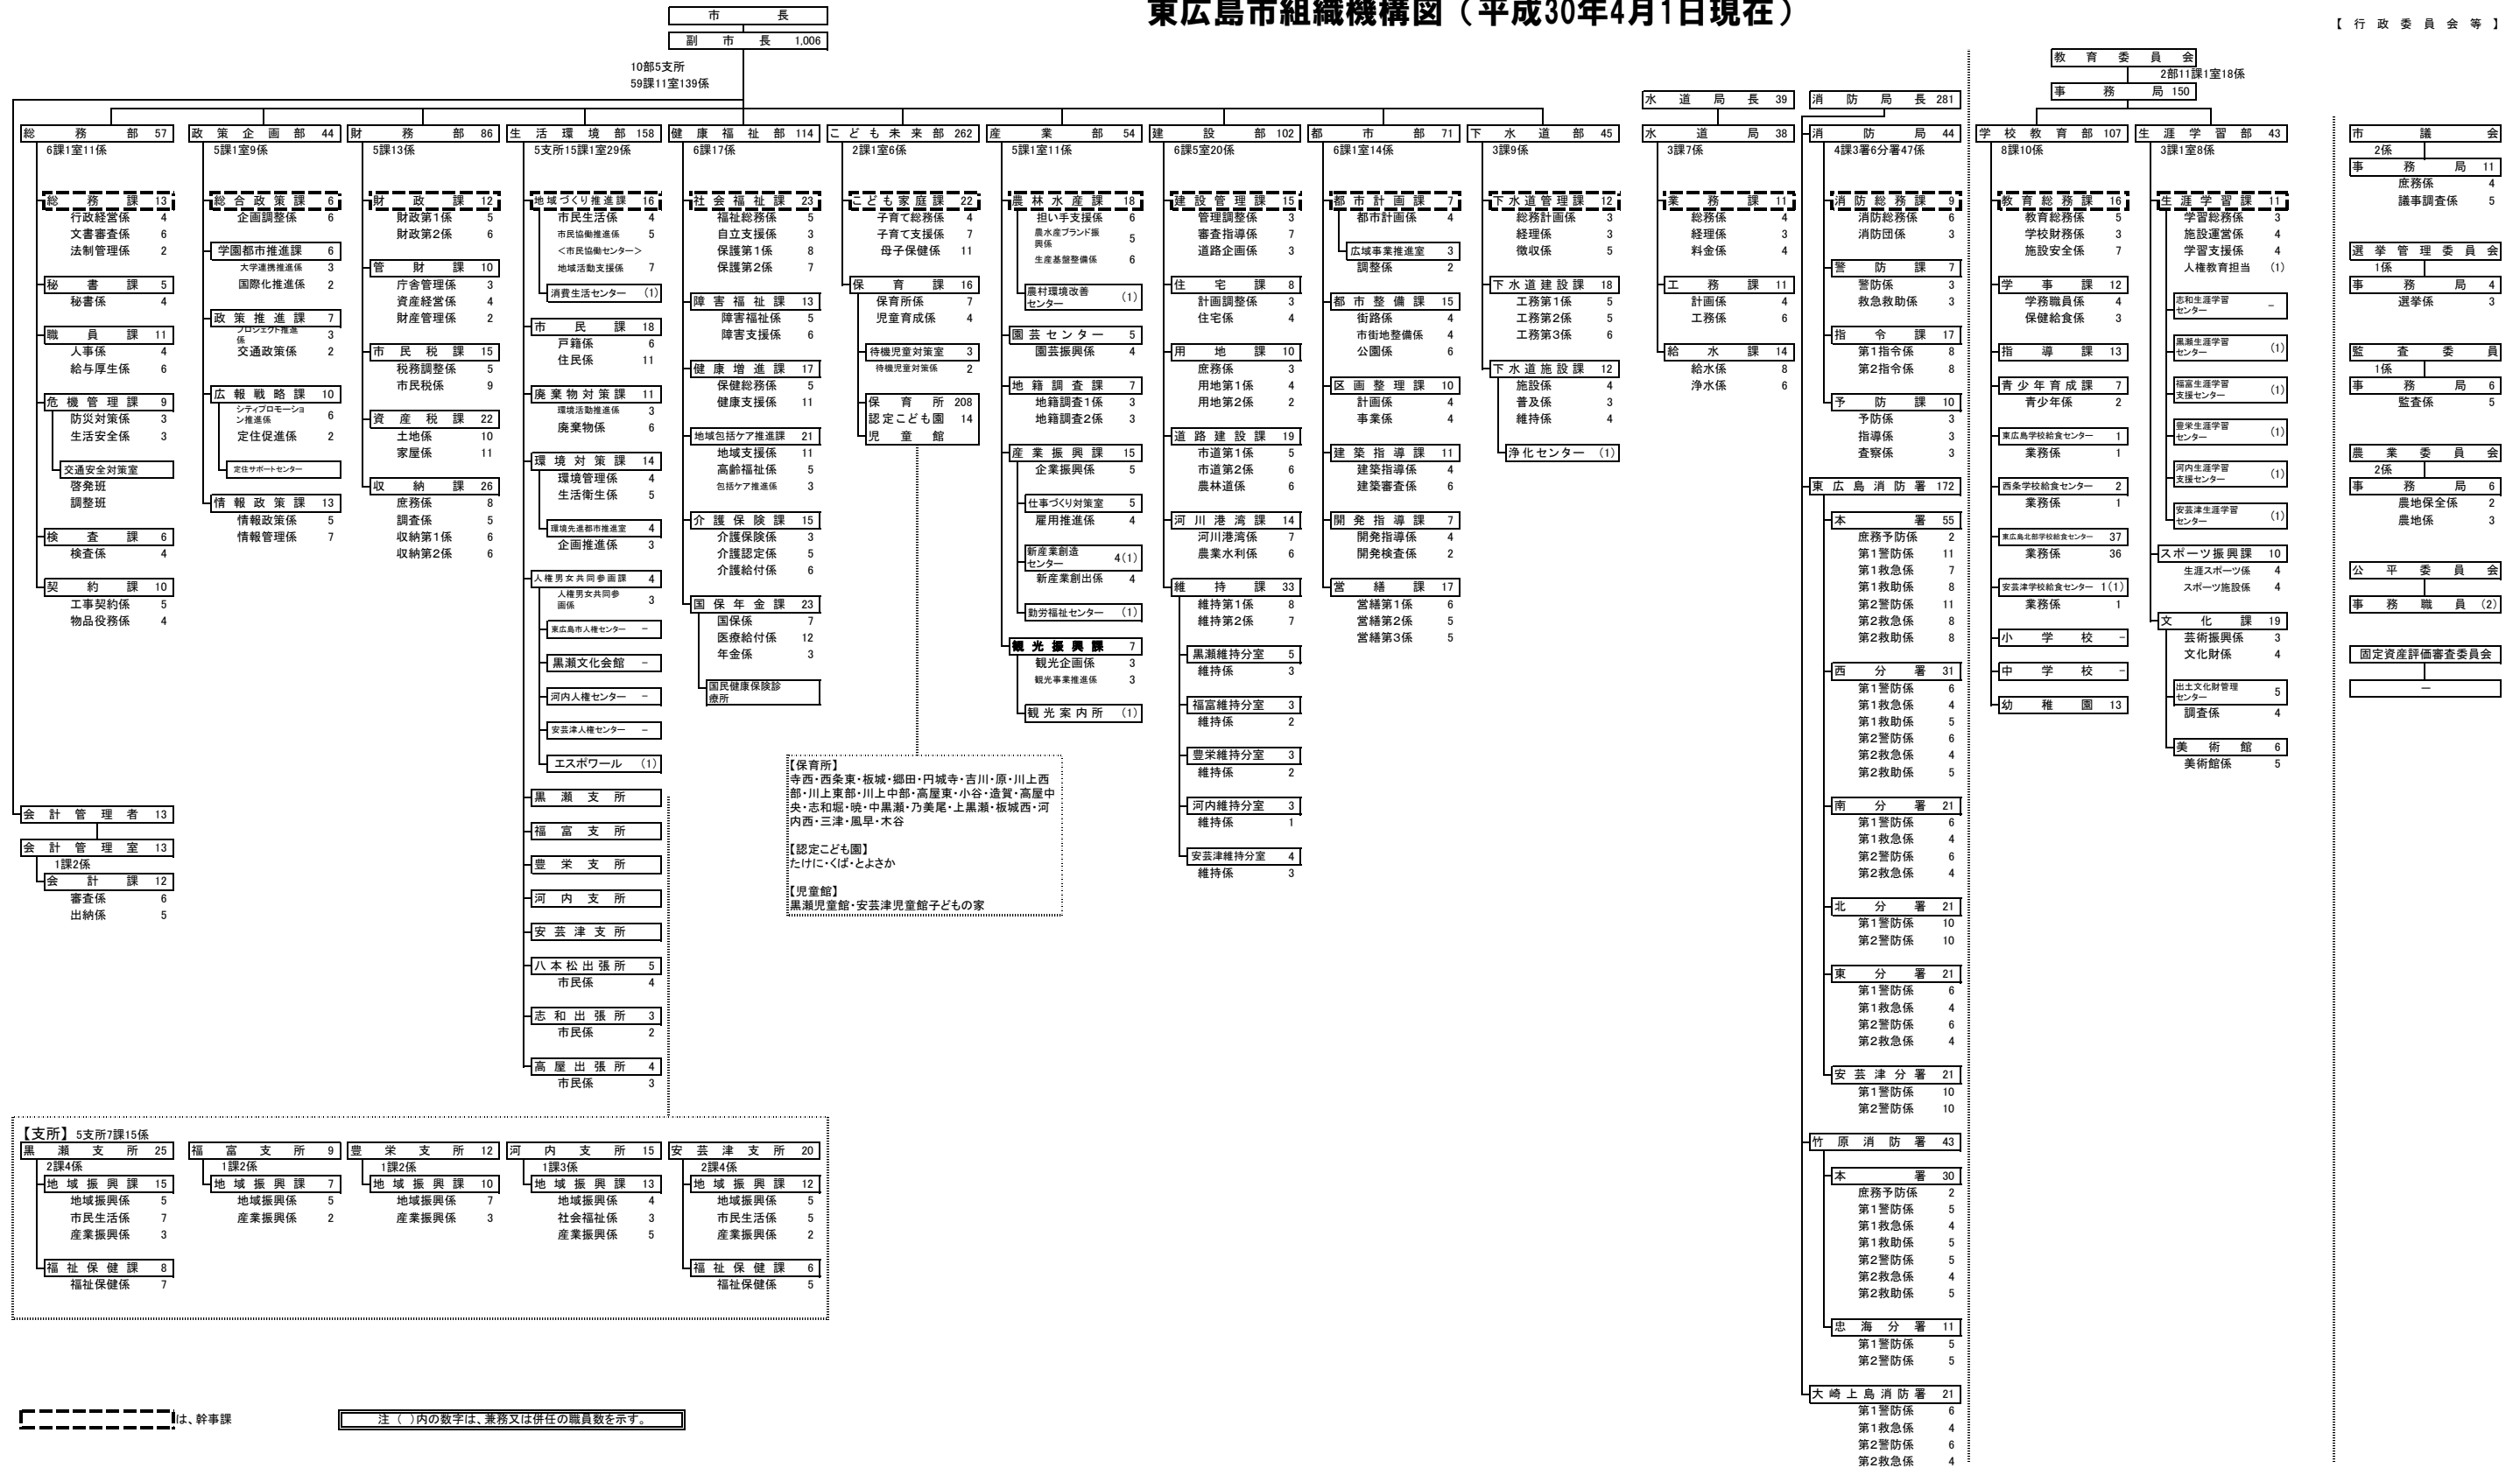 東広島市組織機構図（平成30年4月1日現在）
【 行 政 委 員 会 等 】
市 長
副 市 長 1,006
10部5支所
59課11室139係
総 務 部 57
6課1室11係
総 務 課 13
行政経営係 4
文書審査係 6
法制管理係 2
秘 書 課 5
秘書係 4
職 員 課 11
人事係 4
給与厚生係 6
危 機 管 理 課 9
防災対策係 3
生活安全係 3
交通安全対策室
啓発班
調整班
検 査 課 6
検査係 4
契 約 課 10
工事契約係 5
物品役務係 4
会 計 管 理 者 13
会 計 管 理 室 13
1課2係
会 計 課 12
審査係 6
出納係 5
政 策 企 画 部 44
5課1室9係
総 合 政 策 課 6
企画調整係 6
学園都市推進課 6
大学連携推進係 3
国際化推進係 2
政 策 推 進 課 7
プロジェクト推進
係 3
交通政策係 2
広 報 戦 略 課 10
シティプロモーショ
ン推進係 6
定住促進係 2
定住サポートセンター
情 報 政 策 課 13
情報政策係 5
情報管理係 7
財 務 部 86
5課13係
財 政 課 12
財政第1係 5
財政第2係 6
管 財 課 10
庁舎管理係 3
資産経営係 4
財産管理係 2
市 民 税 課 15
税務調整係 5
市民税係 9
資 産 税 課 22
土地係 10
家屋係 11
収 納 課 26
庶務係 8
調査係 5
収納第1係 6
収納第2係 6
生 活 環 境 部 158
5支所15課1室29係
地域づくり推進課 16
市民生活係 4
市民協働推進係 5
＜市民協働センター＞
地域活動支援係 7
消費生活センター (1)
市 民 課 18
戸籍係 6
住民係 11
廃 棄 物 対 策 課 11
環境活動推進係 3
廃棄物係 6
環 境 対 策 課 14
環境管理係 4
生活衛生係 5
環境先進都市推進室 4
企画推進係 3
人権男女共同参画課 4
人権男女共同参
画係 3
東広島市人権センター －
黒瀬文化会館 －
河内人権センター －
安芸津人権センター －
エスポワール (1)
黒 瀬 支 所
福 富 支 所
豊 栄 支 所
河 内 支 所
安 芸 津 支 所
八 本 松 出 張 所 5
市民係 4
志 和 出 張 所 3
市民係 2
高 屋 出 張 所 4
市民係 3
健 康 福 祉 部 114
6課17係
社 会 福 祉 課 23
福祉総務係 5
自立支援係 3
保護第1係 8
保護第2係 7
障 害 福 祉 課 13
障害福祉係 5
障害支援係 6
健 康 増 進 課 17
保健総務係 5
健康支援係 11
地域包括ケア推進課 21
地域支援係 11
高齢福祉係 5
包括ケア推進係 3
介 護 保 険 課 15
介護保険係 3
介護認定係 5
介護給付係 6
国 保 年 金 課 23
国保係 7
医療給付係 12
年金係 3
国民健康保険診
療所
こ ど も 未 来 部 262
2課1室6係
こ ど も 家 庭 課 22
子育て総務係 4
子育て支援係 7
母子保健係 11
保 育 課 16
保育所係 7
児童育成係 4
待機児童対策室 3
待機児童対策係 2
保 育 所 208
認定こども園 14
児 童 館
【保育所】
寺西・西条東・板城・郷田・円城寺・吉川・原・川上西
部・川上東部・川上中部・高屋東・小谷・造賀・高屋中
央・志和堀・暁・中黒瀬・乃美尾・上黒瀬・板城西・河
内西・三津・風早・木谷
【認定こども園】
たけに・くば・とよさか
【児童館】
黒瀬児童館・安芸津児童館子どもの家
産 業 部 54
5課1室11係
農 林 水 産 課 18
担い手支援係 6
農水産ブランド振
興係 5
生産基盤整備係 6
農村環境改善
センター (1)
園 芸 セ ン タ ー 5
園芸振興係 4
地 籍 調 査 課 7
地籍調査1係 3
地籍調査2係 3
産 業 振 興 課 15
企業振興係 5
仕事づくり対策室 5
雇用推進係 4
新産業創造
センター 4(1)
新産業創出係 4
勤労福祉センター (1)
観 光 振 興 課 7
観光企画係 3
観光事業推進係 3
観 光 案 内 所 (1)
建 設 部 102
6課5室20係
建 設 管 理 課 15
管理調整係 3
審査指導係 7
道路企画係 3
住 宅 課 8
計画調整係 3
住宅係 4
用 地 課 10
庶務係 3
用地第1係 4
用地第2係 2
道 路 建 設 課 19
市道第1係 5
市道第2係 6
農林道係 6
河 川 港 湾 課 14
河川港湾係 7
農業水利係 6
維 持 課 33
維持第1係 8
維持第2係 7
黒瀬維持分室 5
維持係 3
福富維持分室 3
維持係 2
豊栄維持分室 3
維持係 2
河内維持分室 3
維持係 1
安芸津維持分室 4
維持係 3
都 市 部 71
6課1室14係
都 市 計 画 課 7
都市計画係 4
広域事業推進室 3
調整係 2
都 市 整 備 課 15
街路係 4
市街地整備係 4
公園係 6
区 画 整 理 課 10
計画係 4
事業係 4
建 築 指 導 課 11
建築指導係 4
建築審査係 6
開 発 指 導 課 7
開発指導係 4
開発検査係 2
営 繕 課 17
営繕第1係 6
営繕第2係 5
営繕第3係 5
下 水 道 部 45
3課9係
下 水 道 管 理 課 12
総務計画係 3
経理係 3
徴収係 5
下 水 道 建 設 課 18
工務第1係 5
工務第2係 5
工務第3係 6
下 水 道 施 設 課 12
施設係 4
普及係 3
維持係 4
浄 化 セ ン タ ー (1)
水 道 局 長 39
水 道 局 38
3課7係
業 務 課 11
総務係 4
経理係 3
料金係 4
工 務 課 11
計画係 4
工務係 6
給 水 課 14
給水係 8
浄水係 6
消 防 局 長 281
消 防 局 44
4課3署6分署47係
消 防 総 務 課 9
消防総務係 6
消防団係 3
警 防 課 7
警防係 3
救急救助係 3
指 令 課 17
第1指令係 8
第2指令係 8
予 防 課 10
予防係 3
指導係 3
査察係 3
東 広 島 消 防 署 172
本 署 55
庶務予防係 2
第1警防係 11
第1救急係 7
第1救助係 8
第2警防係 11
第2救急係 8
第2救助係 8
西 分 署 31
第1警防係 6
第1救急係 4
第1救助係 5
第2警防係 6
第2救急係 4
第2救助係 5
南 分 署 21
第1警防係 6
第1救急係 4
第2警防係 6
第2救急係 4
北 分 署 21
第1警防係 10
第2警防係 10
東 分 署 21
第1警防係 6
第1救急係 4
第2警防係 6
第2救急係 4
安 芸 津 分 署 21
第1警防係 10
第2警防係 10
竹 原 消 防 署 43
本 署 30
庶務予防係 2
第1警防係 5
第1救急係 4
第1救助係 5
第2警防係 5
第2救急係 4
第2救助係 5
忠 海 分 署 11
第1警防係 5
第2警防係 5
大 崎 上 島 消 防 署 21
第1警防係 6
第1救急係 4
第2警防係 6
第2救急係 4
教 育 委 員 会
2部11課1室18係
事 務 局 150
学 校 教 育 部 107
8課10係
教 育 総 務 課 16
教育総務係 5
学校財務係 3
施設安全係 7
学 事 課 12
学務職員係 4
保健給食係 3
指 導 課 13
青 少 年 育 成 課 7
青少年係 2
東広島学校給食センター 1
業務係 1
西条学校給食センター 2
業務係 1
東広島北部学校給食センター 37
業務係 36
安芸津学校給食センター 1(1)
業務係 1
小 学 校 －
中 学 校 －
幼 稚 園 13
生 涯 学 習 部 43
3課1室8係
生 涯 学 習 課 11
学習総務係 3
施設運営係 4
学習支援係 4
人権教育担当 (1)
志和生涯学習
センター －
黒瀬生涯学習
センター (1)
福富生涯学習
支援センター (1)
豊栄生涯学習
センター (1)
河内生涯学習
支援センター (1)
安芸津生涯学習
センター (1)
スポーツ振興課 10
生涯スポーツ係 4
スポーツ施設係 4
文 化 課 19
芸術振興係 3
文化財係 4
出土文化財管理
センター 5
調査係 4
美 術 館 6
美術館係 5
市 議 会
2係
事 務 局 11
庶務係 4
議事調査係 5
選 挙 管 理 委 員 会
1係
事 務 局 4
選挙係 3
監 査 委 員
1係
事 務 局 6
監査係 5
農 業 委 員 会
2係
事 務 局 6
農地保全係 2
農地係 3
公 平 委 員 会
事 務 職 員 (2)
固定資産評価審査委員会
－
【支所】 5支所7課15係
黒 瀬 支 所 25
2課4係
地 域 振 興 課 15
地域振興係 5
市民生活係 7
産業振興係 3
福 祉 保 健 課 8
福祉保健係 7
福 富 支 所 9
1課2係
地 域 振 興 課 7
地域振興係 5
産業振興係 2
豊 栄 支 所 12
1課2係
地 域 振 興 課 10
地域振興係 7
産業振興係 3
河 内 支 所 15
1課3係
地 域 振 興 課 13
地域振興係 4
社会福祉係 3
産業振興係 5
安 芸 津 支 所 20
2課4係
地 域 振 興 課 12
地域振興係 5
市民生活係 5
産業振興係 2
福 祉 保 健 課 6
福祉保健係 5
は、幹事課
注 （ ）内の数字は、兼務又は併任の職員数を示す。